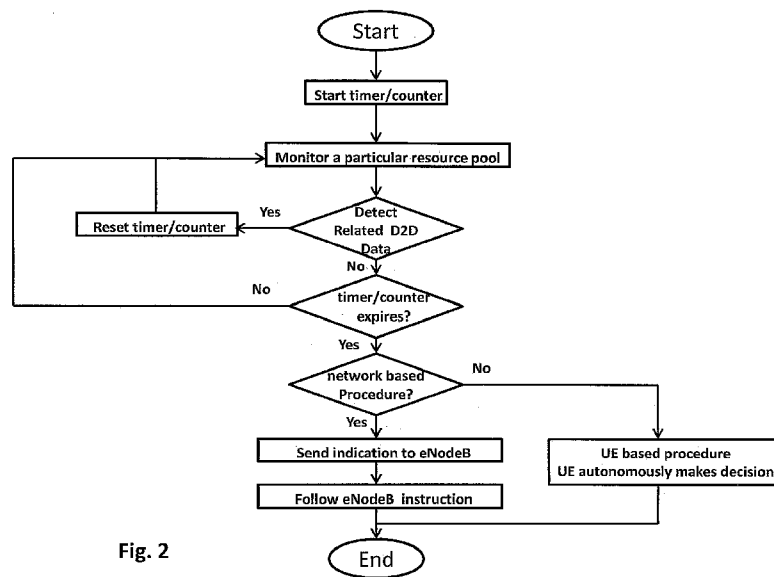 Start
Start timer/counter
Monitor a particular resource pool
Yes
Detect
Related D2D
Data
Reset timer/counter
No
No
timer/counter
expires?
Yes
network based
Procedure?
No
Yes
Send indication to eNodeB
UE based procedure
UE autonomously makes decision
Follow eNodeB instruction
Fig. 2
End